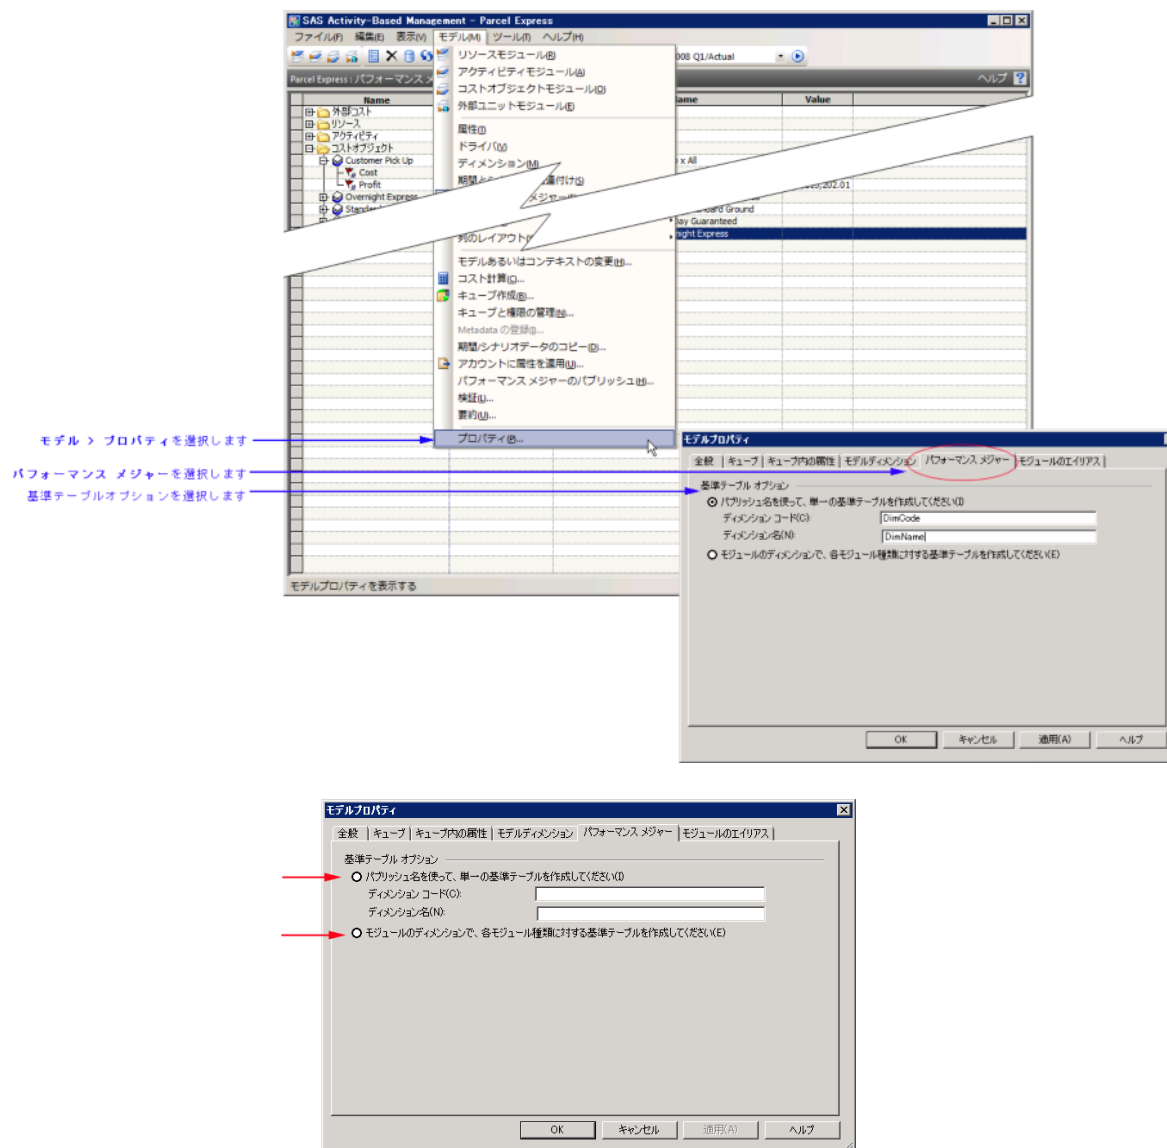 SAS Activity-Based Management - Parcel Express
ファイル(F) 編集(E) 表示(V) モデル(M) ツール(T) ヘルプ(H)
008 Q1/Actual
Parcel Express : パフォーマンス メ
ヘルプ
Name
ame
Value
外部コスト
リソース
アクティビティ
コストオブジェクト
Customer Pick Up
Cost
Profit
Overnight Express
Standard
x All
,202.01
ndard Ground
Day Guaranteed
night Express
リソースモジュール(R)
アクティビティモジュール(A)
コストオブジェクトモジュール(O)
外部ユニットモジュール(E)
属性(I)
ドライバ(V)
ディメンション(M)
期間と
付け(S)
メジャー
列のレイアウト
モデルあるいはコンテキストの変更(H)...
コスト計算(C)...
キューブ作成(B)...
キューブと権限の管理(N)...
Metadata の登録(I)...
期間/シナリオデータのコピー(D)...
アカウントに属性を適用(U)...
パフォーマンス メジャーのパブリッシュ(H)...
検証(L)...
要約(U)...
プロパティ(P)...
モデルプロパティを表示する
モデル > プロパティを選択します
パフォーマンス メジャーを選択します
基準テーブルオプションを選択します
モデルプロパティ
全般 キューブ キューブ内の属性 モデルディメンション パフォーマンス メジャー モジュールのエイリアス
基準テーブル オプション
パブリッシュ名を使って、単一の基準テーブルを作成してください(I)
ディメンション コード(C): DimCode
ディメンション名(N): DimName
モジュールのディメンションで、各モジュール種類に対する基準テーブルを作成してください(E)
OK キャンセル 適用(A) ヘルプ
モデルプロパティ
全般 キューブ キューブ内の属性 モデルディメンション パフォーマンス メジャー モジュールのエイリアス
基準テーブル オプション
パブリッシュ名を使って、単一の基準テーブルを作成してください(I)
ディメンション コード(C):
ディメンション名(N):
モジュールのディメンションで、各モジュール種類に対する基準テーブルを作成してください(E)
OK キャンセル 適用(A) ヘルプ